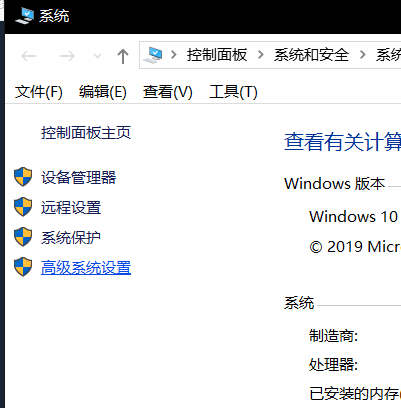 系统
控制面板 系统和安全
文件(F) 编辑(E) 查看(V) 工具(T)
控制面板主页
设备管理器
远程设置
系统保护
高级系统设置
查看有关计算
Windows 版本
Windows 10
© 2019 Micr
系统
制造商:
处理器:
已安装的内存(